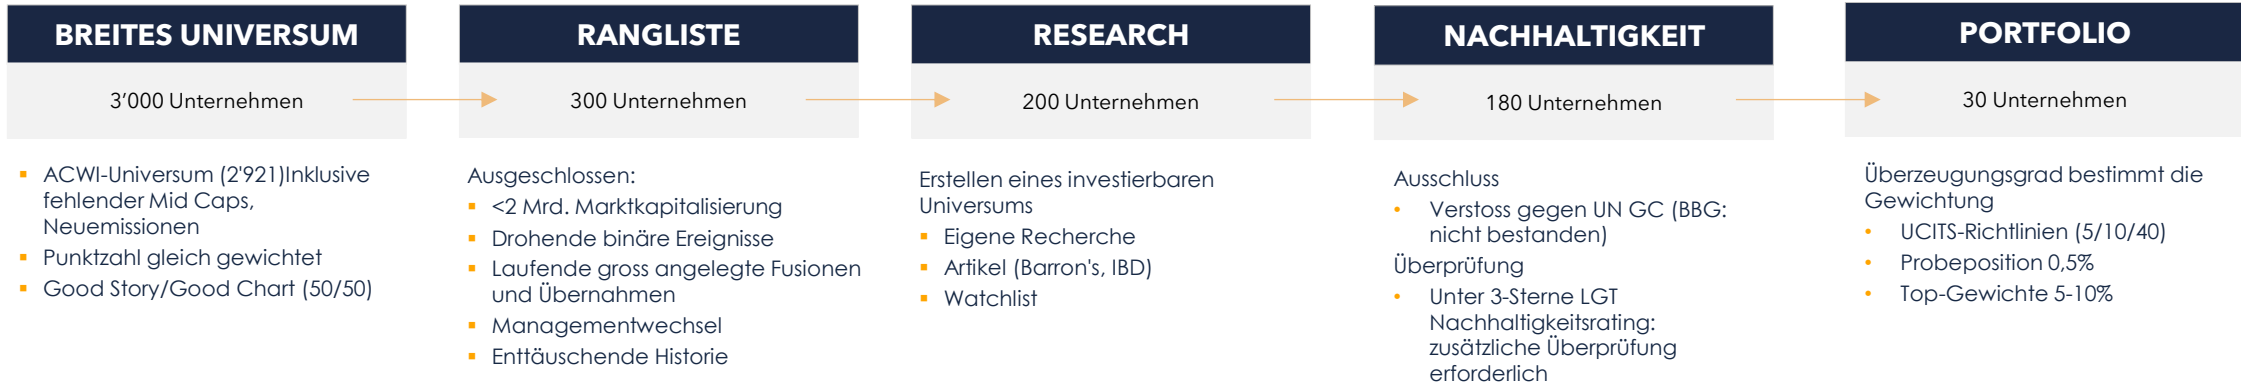 BREITES UNIVERSUM
3’000 Unternehmen
ACWI-Universum (2'921)Inklusive
fehlender Mid Caps,
Neuemissionen
Punktzahl gleich gewichtet
Good Story/Good Chart (50/50)
RANGLISTE
300 Unternehmen
Ausgeschlossen:
<2 Mrd. Marktkapitalisierung
Drohende binäre Ereignisse
Laufende gross angelegte Fusionen
und Übernahmen
Managementwechsel
Enttäuschende Historie
RESEARCH
200 Unternehmen
Erstellen eines investierbaren
Universums
Eigene Recherche
Artikel (Barron's, IBD)
Watchlist
NACHHALTIGKEIT
180 Unternehmen
Ausschluss
Verstoss gegen UN GC (BBG:
nicht bestanden)
Überprüfung
Unter 3-Sterne LGT
Nachhaltigkeitsrating:
zusätzliche Überprüfung
erforderlich
PORTFOLIO
30 Unternehmen
Überzeugungsgrad bestimmt die
Gewichtung
UCITS-Richtlinien (5/10/40)
Probeposition 0,5%
Top-Gewichte 5-10%